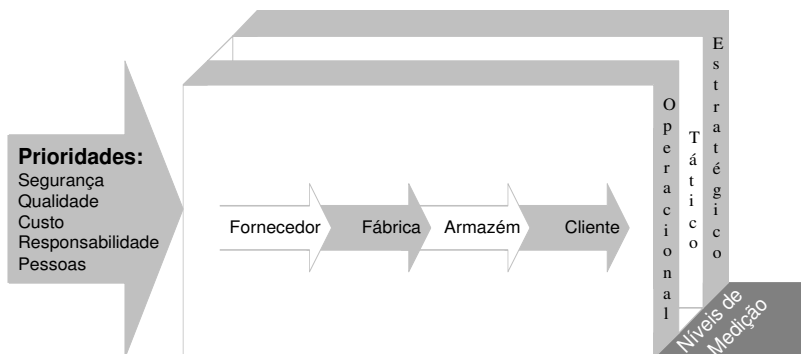 Prioridades:
Segurança
Qualidade
Custo
Responsabilidade
Pessoas
Fornecedor
Fábrica
Armazém
Cliente
Operacional
Tático
Estratégico
Níveis de
Medição